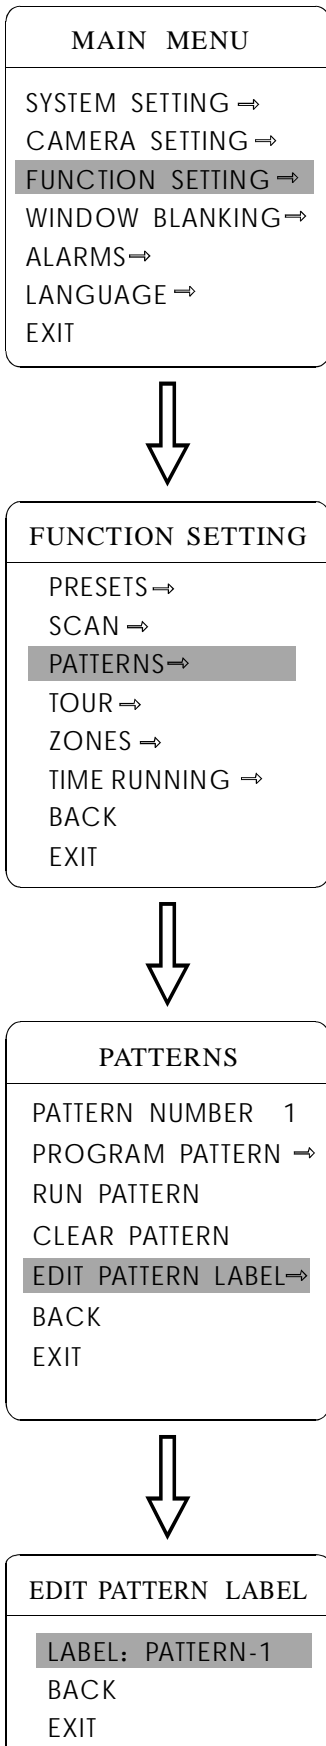 MAIN MENU
SYSTEM SETTING ⇒
CAMERA SETTING ⇒
FUNCTION SETTING ⇒
WINDOW BLANKING ⇒
ALARMS ⇒
LANGUAGE ⇒
EXIT
FUNCTION SETTING
PRESETS ⇒
SCAN ⇒
PATTERNS ⇒
TOUR ⇒
ZONES ⇒
TIME RUNNING ⇒
BACK
EXIT
PATTERNS
PATTERN NUMBER 1
PROGRAM PATTERN ⇒
RUN PATTERN
CLEAR PATTERN
EDIT PATTERN LABEL ⇒
BACK
EXIT
EDIT PATTERN LABEL
LABEL: PATTERN-1
BACK
EXIT